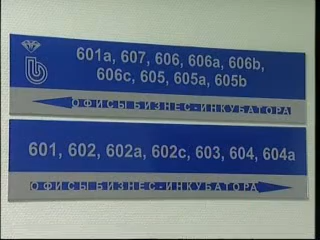 601a, 607, 606, 606a, 606b,
606c, 605, 605a, 605b
ОФИСЫ БИЗНЕС-ИНКУБАТОРА
601, 602, 602a, 602c, 603, 604, 604a
ОФИСЫ БИЗНЕС-ИНКУБАТОРА